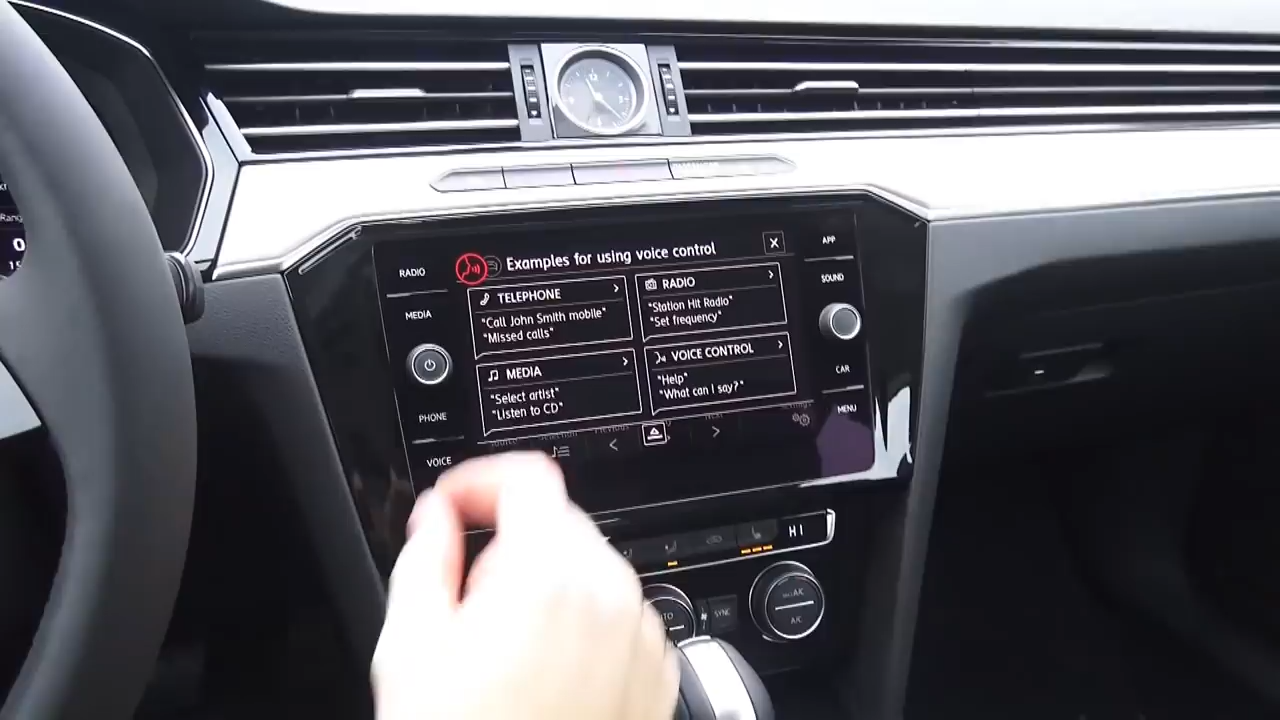 12
RADIO
MEDIA
PHONE
VOICE
Examples for using voice control
TELEPHONE
"Call John Smith mobile"
"Missed calls"
RADIO
"Station Hit Radio"
"Set frequency"
MEDIA
"Select artist"
"Listen to CD"
VOICE CONTROL
"Help"
"What can I say?"
APP
SOUND
CAR
MENU
HI
SYNC
A/C